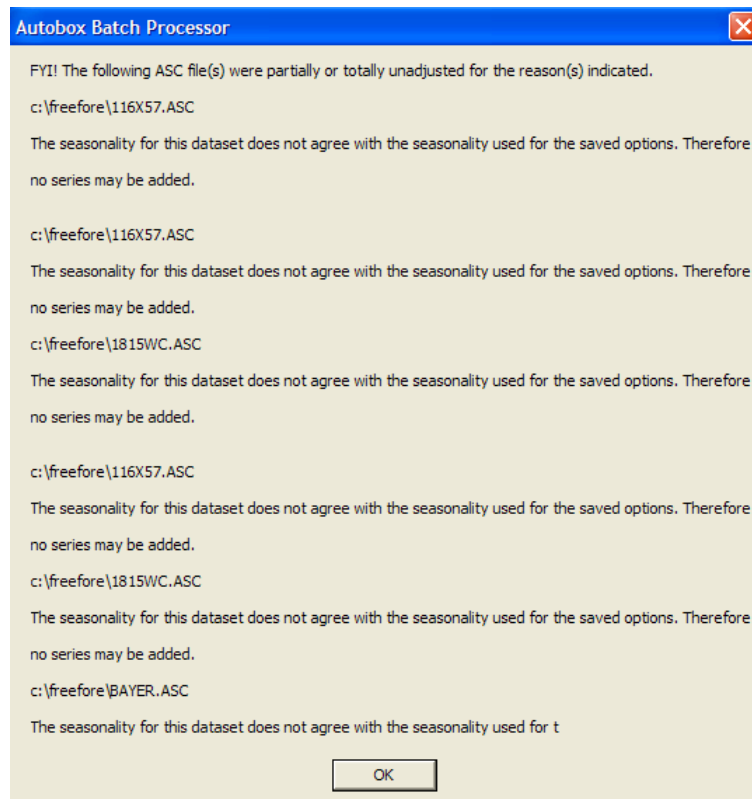 Autobox Batch Processor
FYI! The following ASC file(s) were partially or totally unadjusted for the reason(s) indicated.
c:\freefore\116X57.ASC
The seasonality for this dataset does not agree with the seasonality used for the saved options. Therefore
no series may be added.
c:\freefore\116X57.ASC
The seasonality for this dataset does not agree with the seasonality used for the saved options. Therefore
no series may be added.
c:\freefore\1815WC.ASC
The seasonality for this dataset does not agree with the seasonality used for the saved options. Therefore
no series may be added.
c:\freefore\116X57.ASC
The seasonality for this dataset does not agree with the seasonality used for the saved options. Therefore
no series may be added.
c:\freefore\1815WC.ASC
The seasonality for this dataset does not agree with the seasonality used for the saved options. Therefore
no series may be added.
c:\freefore\BAYER.ASC
The seasonality for this dataset does not agree with the seasonality used for t
OK